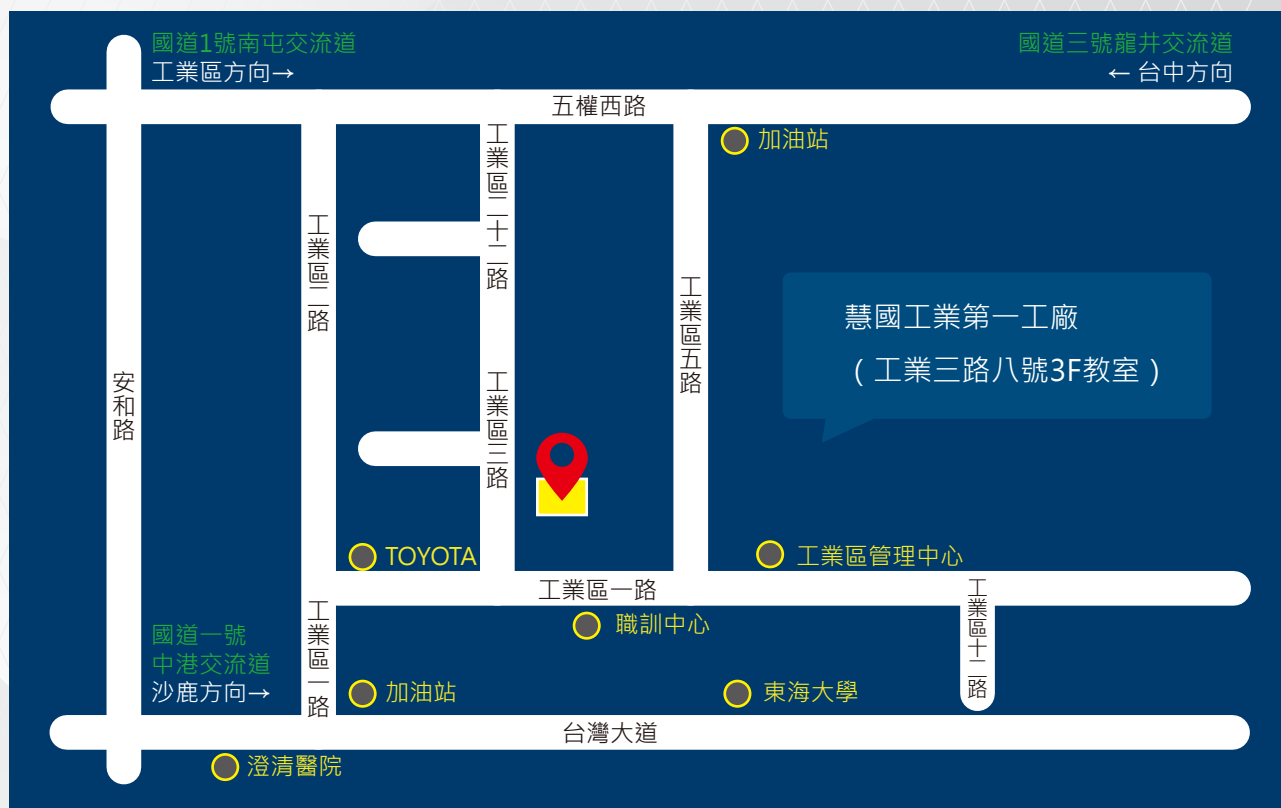 國道1號南屯交流道
工業區方向→
國道三號龍井交流道
← 台中方向
五權西路
加油站
工業區二十二路
工業區二路
工業區五路
慧國工業第一工廠
（工業三路八號3F教室）
安和路
工業區三路
TOYOTA
工業區管理中心
工業區一路
工業區十二路
職訓中心
工業區一路
國道一號
中港交流道
沙鹿方向→
加油站
東海大學
台灣大道
澄清醫院